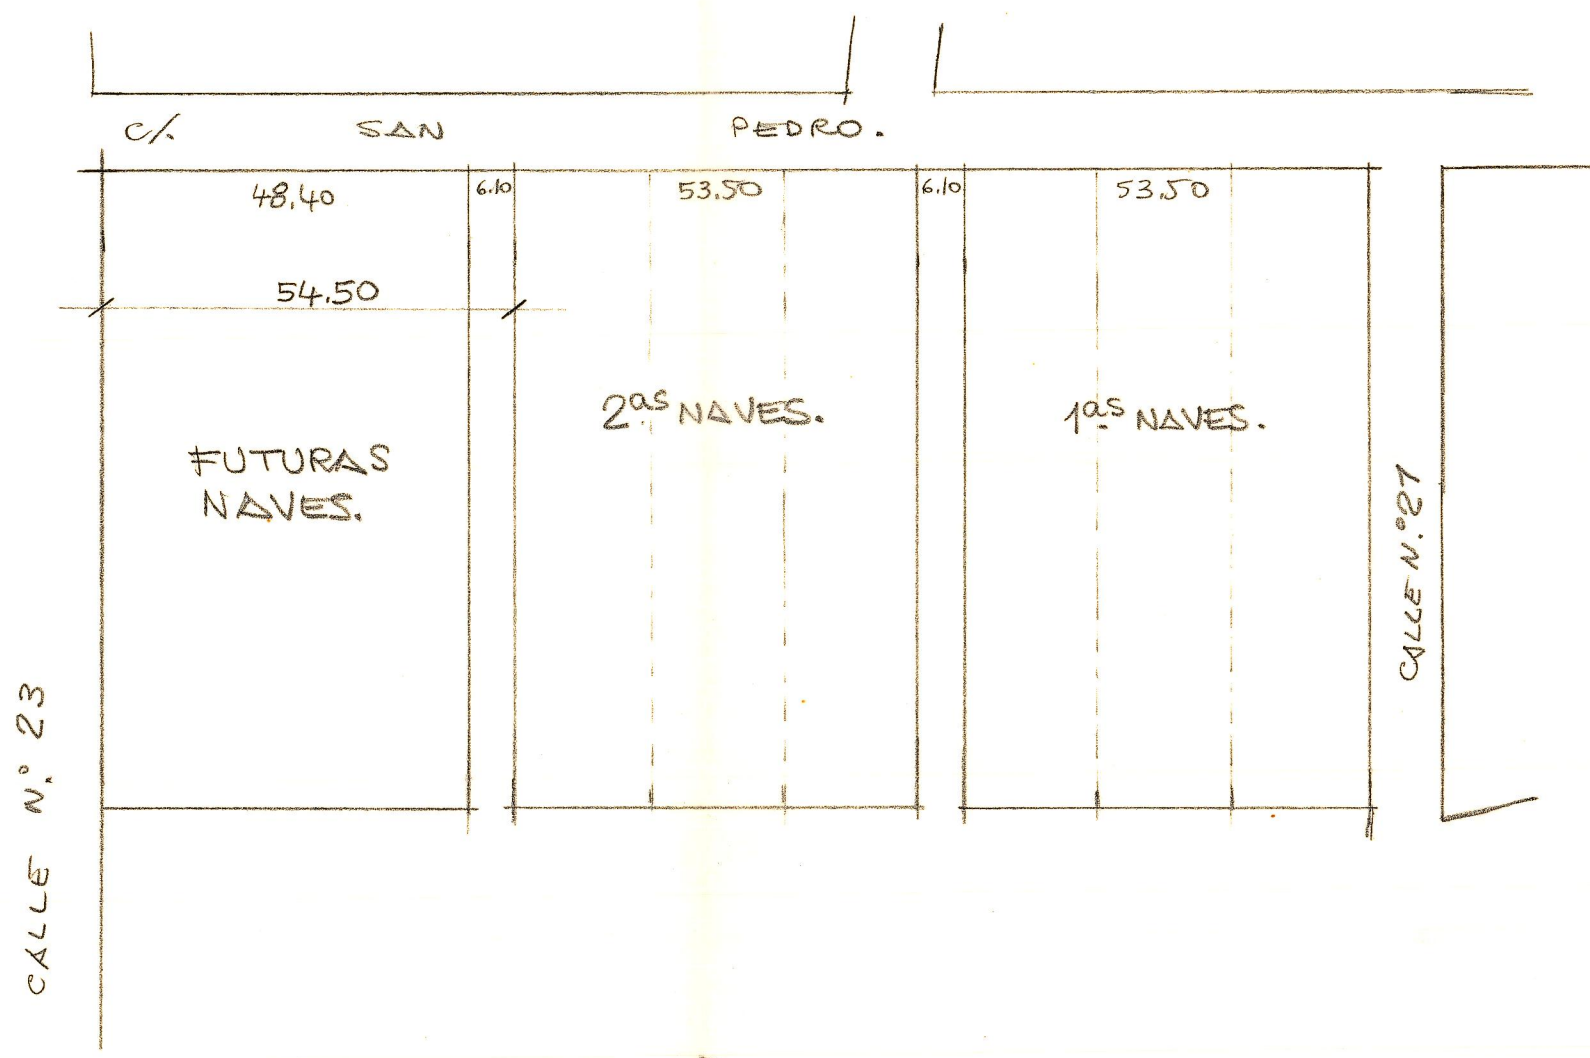 C/. SAN PEDRO.
48.40 6.10 53.50 6.10 53.50
54.50
2ªˢ NAVES. 1ªˢ NAVES.
FUTURAS
NAVES.
CALLE N.º 27
CALLE N.º 23